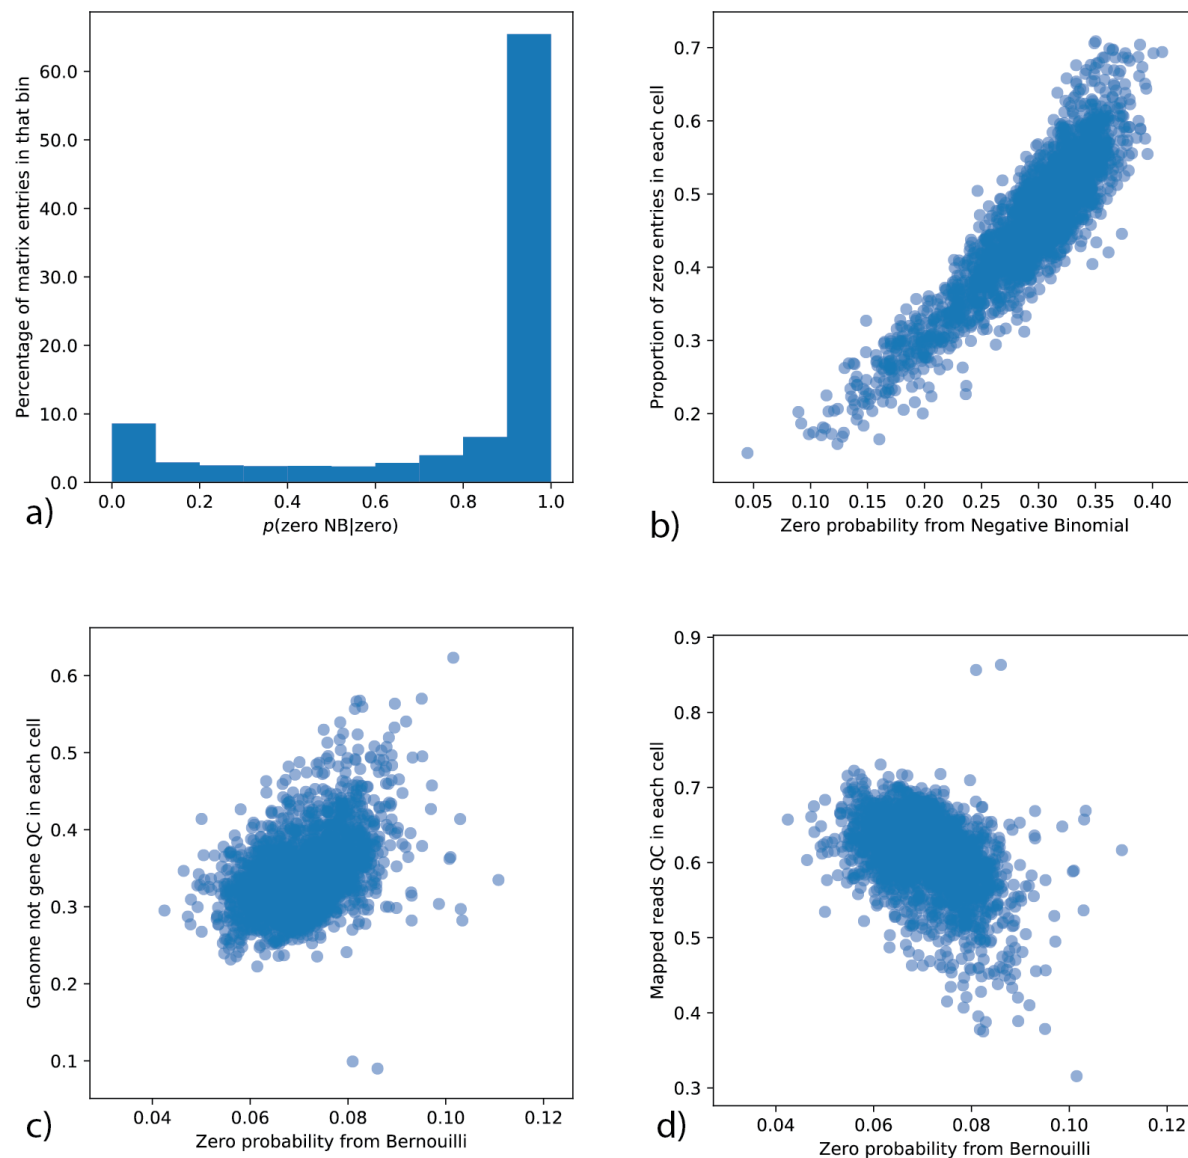 Percentage of matrix entries in that bin
60.0
50.0
40.0
30.0
20.0
10.0
0.0
0.0 0.2 0.4 0.6 0.8 1.0
p(zero NB|zero)
a)
Proportion of zero entries in each cell
0.7
0.6
0.5
0.4
0.3
0.2
0.05 0.10 0.15 0.20 0.25 0.30 0.35 0.40
Zero probability from Negative Binomial
b)
Genome not gene QC in each cell
0.6
0.5
0.4
0.3
0.2
0.1
0.04 0.06 0.08 0.10 0.12
Zero probability from Bernouilli
c)
Mapped reads QC in each cell
0.9
0.8
0.7
0.6
0.5
0.4
0.3
0.04 0.06 0.08 0.10 0.12
Zero probability from Bernouilli
d)